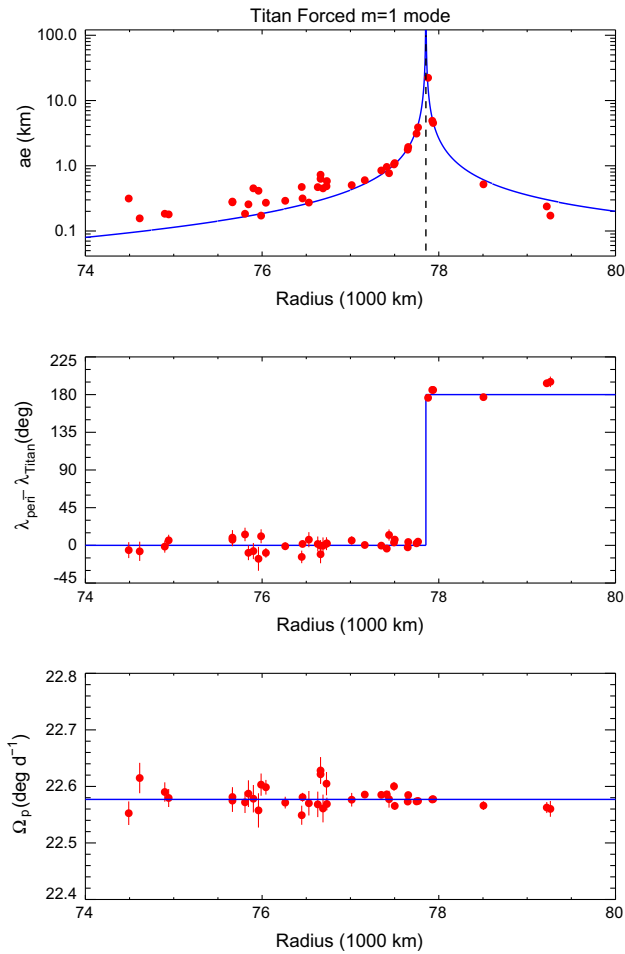 Titan Forced m=1 mode
100.0
10.0
1.0
0.1
ae (km)
74 76 78 80
Radius (1000 km)
225
180
135
90
45
0
-45
λperi− λTitan(deg)
74 76 78 80
Radius (1000 km)
22.8
22.7
22.6
22.5
22.4
Ωp(deg d−1)
74 76 78 80
Radius (1000 km)